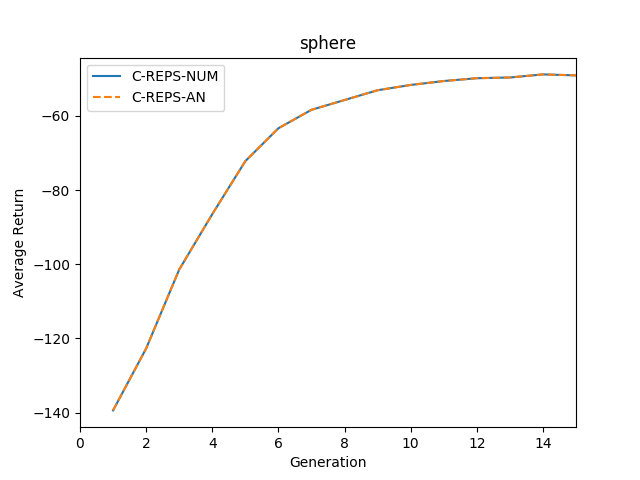 sphere
C-REPS-NUM
C-REPS-AN
−60
−80
−100
−120
−140
Average Return
0 2 4 6 8 10 12 14
Generation